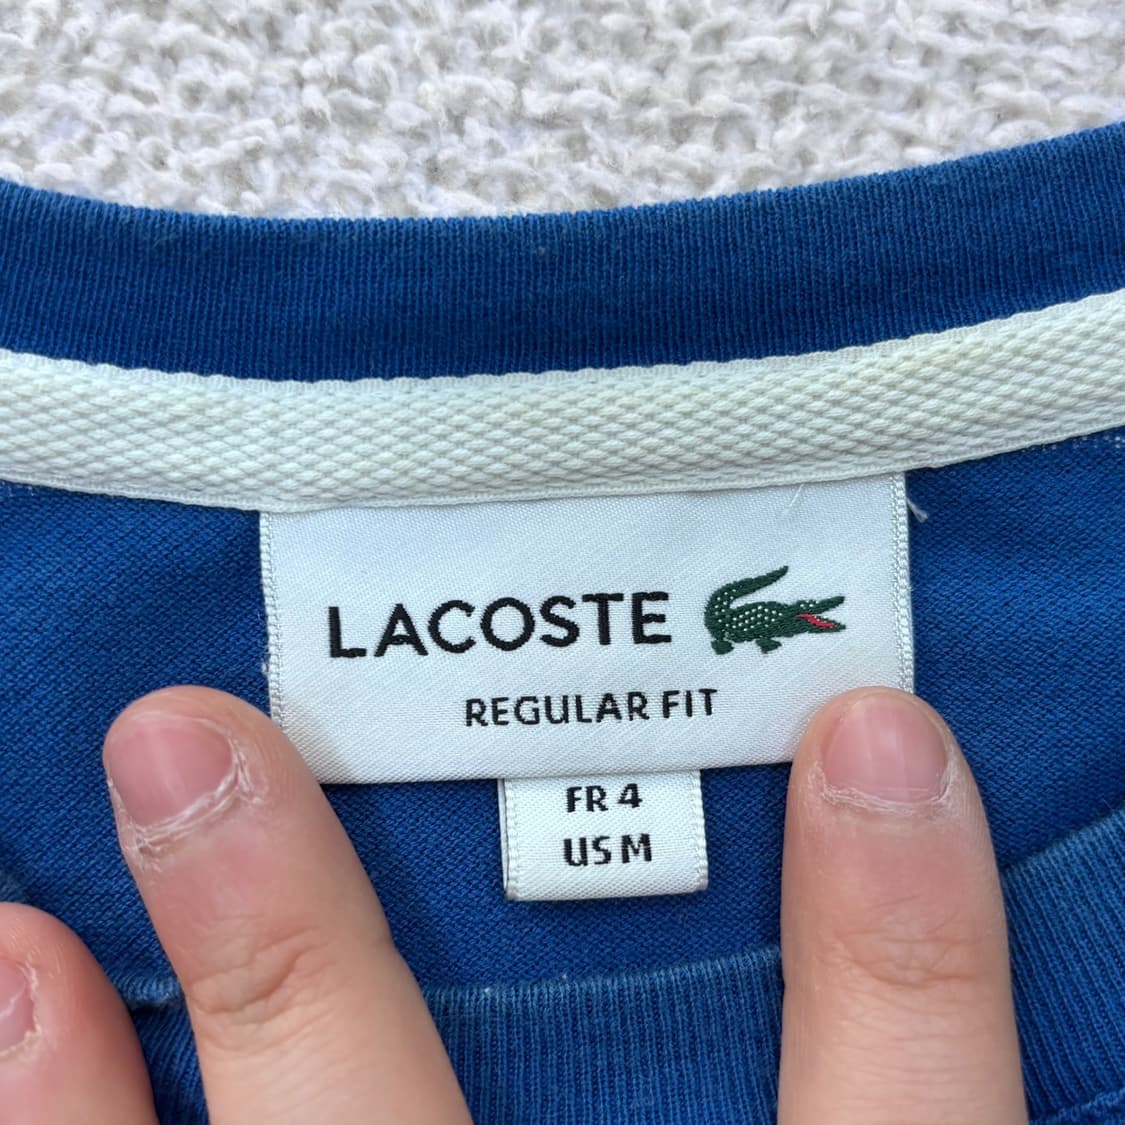 LACOSTE
REGULAR FIT
FR 4
US M